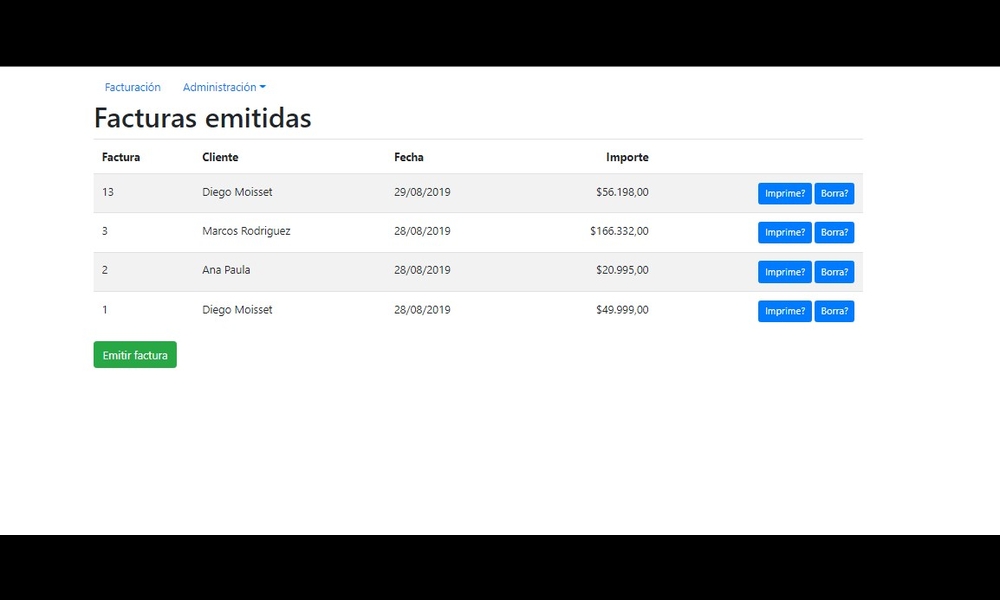 Facturación Administración
Facturas emitidas
Factura Cliente Fecha Importe
13 Diego Moisset 29/08/2019 $56.198,00 Imprime? Borra?
3 Marcos Rodriguez 28/08/2019 $166.332,00 Imprime? Borra?
2 Ana Paula 28/08/2019 $20.995,00 Imprime? Borra?
1 Diego Moisset 28/08/2019 $49.999,00 Imprime? Borra?
Emitir factura